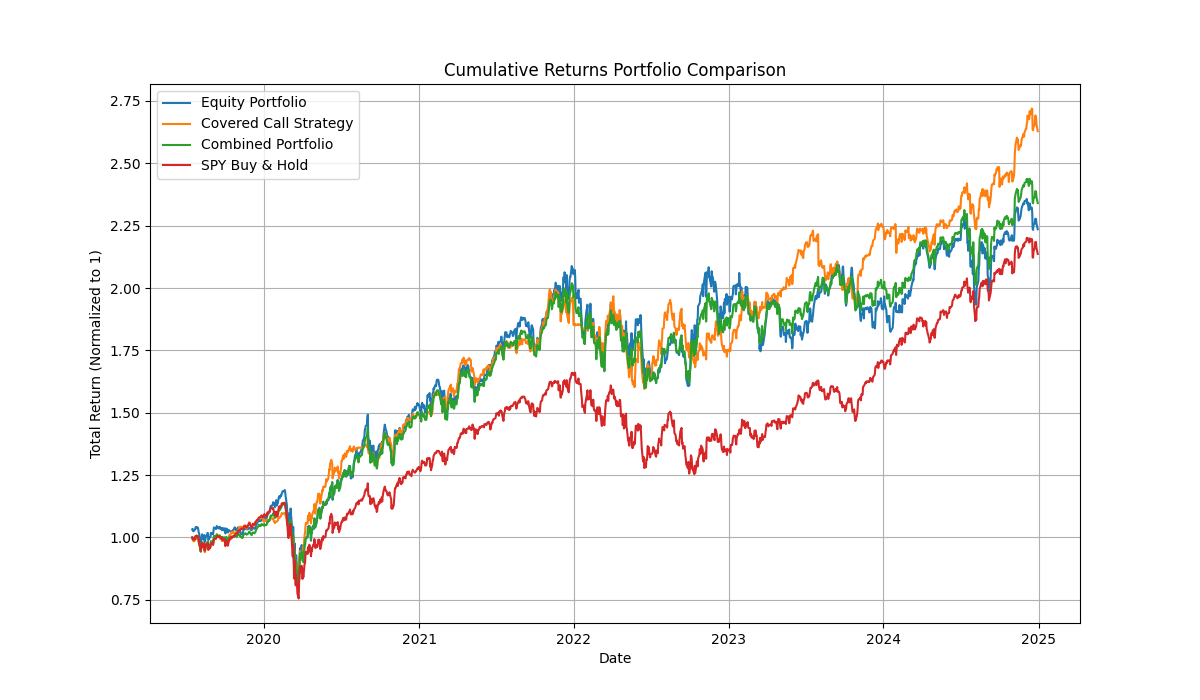 Cumulative Returns Portfolio Comparison
Equity Portfolio
Covered Call Strategy
Combined Portfolio
SPY Buy & Hold
Total Return (Normalized to 1)
2.75
2.50
2.25
2.00
1.75
1.50
1.25
1.00
0.75
2020 2021 2022 2023 2024 2025
Date